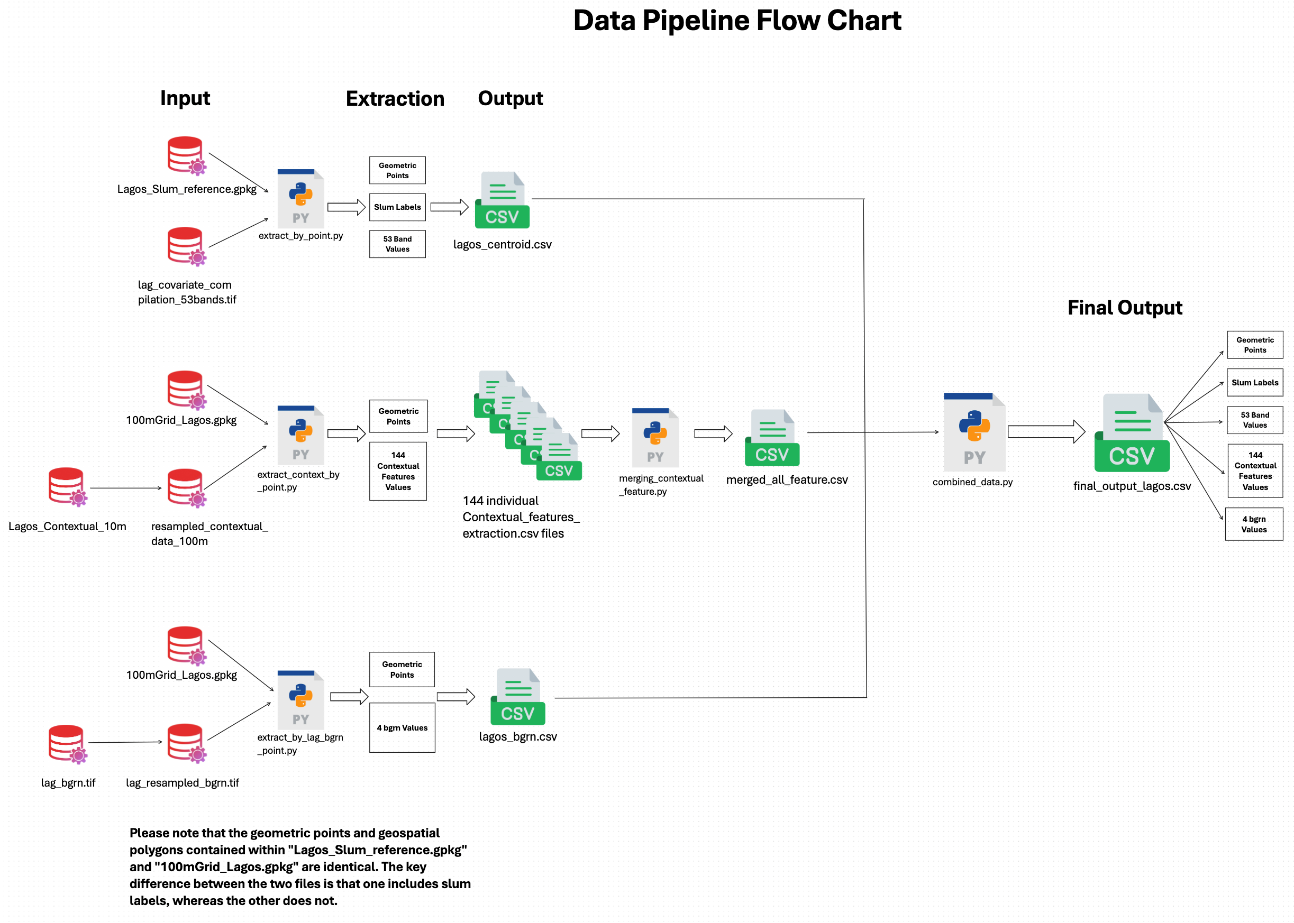 Data Pipeline Flow Chart
Input
Extraction
Output
Lagos_Slum_reference.gpkg
lag_covariate_com
pilation_53bands.tif
PY
extract_by_point.py
Geometric
Points
Slum Labels
53 Band
Values
CSV
lagos_centroid.csv
100mGrid_Lagos.gpkg
Lagos_Contextual_10m
resampled_contextual_
data_100m
PY
extract_context_by
_point.py
Geometric
Points
144
Contextual
Features
Values
CSV
144 individual
Contextual_features_
extraction.csv files
PY
merging_contextual
_feature.py
CSV
merged_all_feature.csv
PY
combined_data.py
Final Output
CSV
final_output_lagos.csv
Geometric
Points
Slum Labels
53 Band
Values
144
Contextual
Features
Values
4 bgrn
Values
100mGrid_Lagos.gpkg
lag_bgrn.tif
lag_resampled_bgrn.tif
PY
extract_by_lag_bgrn
_point.py
Geometric
Points
4 bgrn Values
CSV
lagos_bgrn.csv
Please note that the geometric points and geospatial
polygons contained within "Lagos_Slum_reference.gpkg"
and "100mGrid_Lagos.gpkg" are identical. The key
difference between the two files is that one includes slum
labels, whereas the other does not.